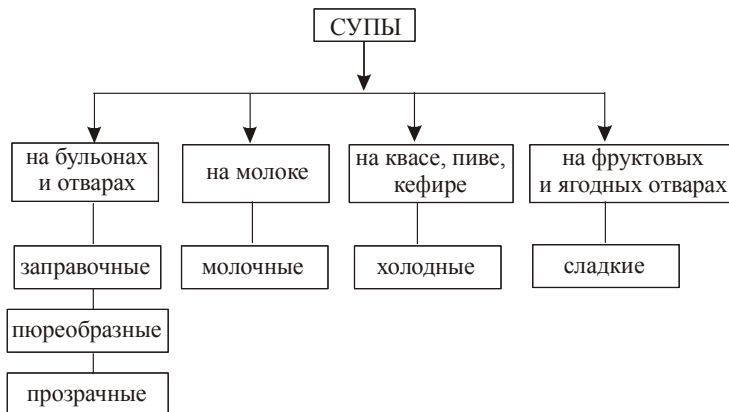 СУПЫ
на бульонах
и отварах
на молоке
на квасе, пиве,
кефире
на фруктовых
и ягодных отварах
заправочные
молочные
холодные
сладкие
пюреобразные
прозрачные